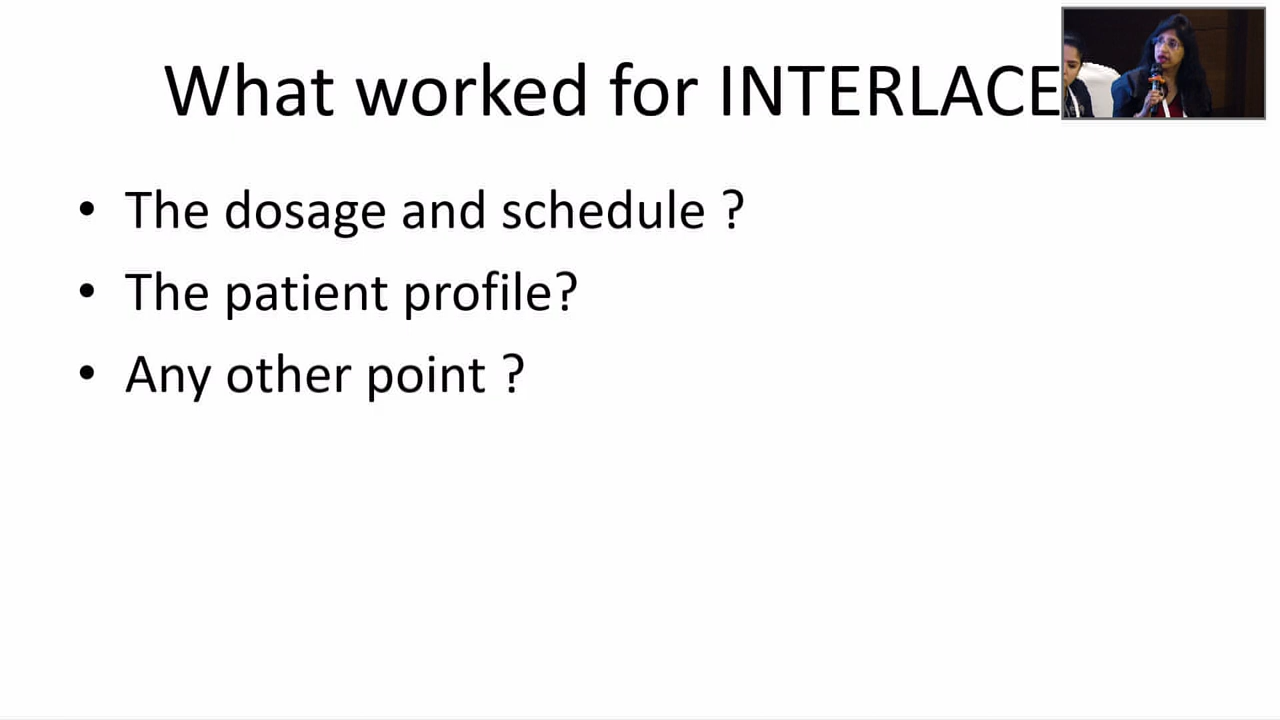 What worked for INTERLACE
• The dosage and schedule ?
• The patient profile?
• Any other point ?